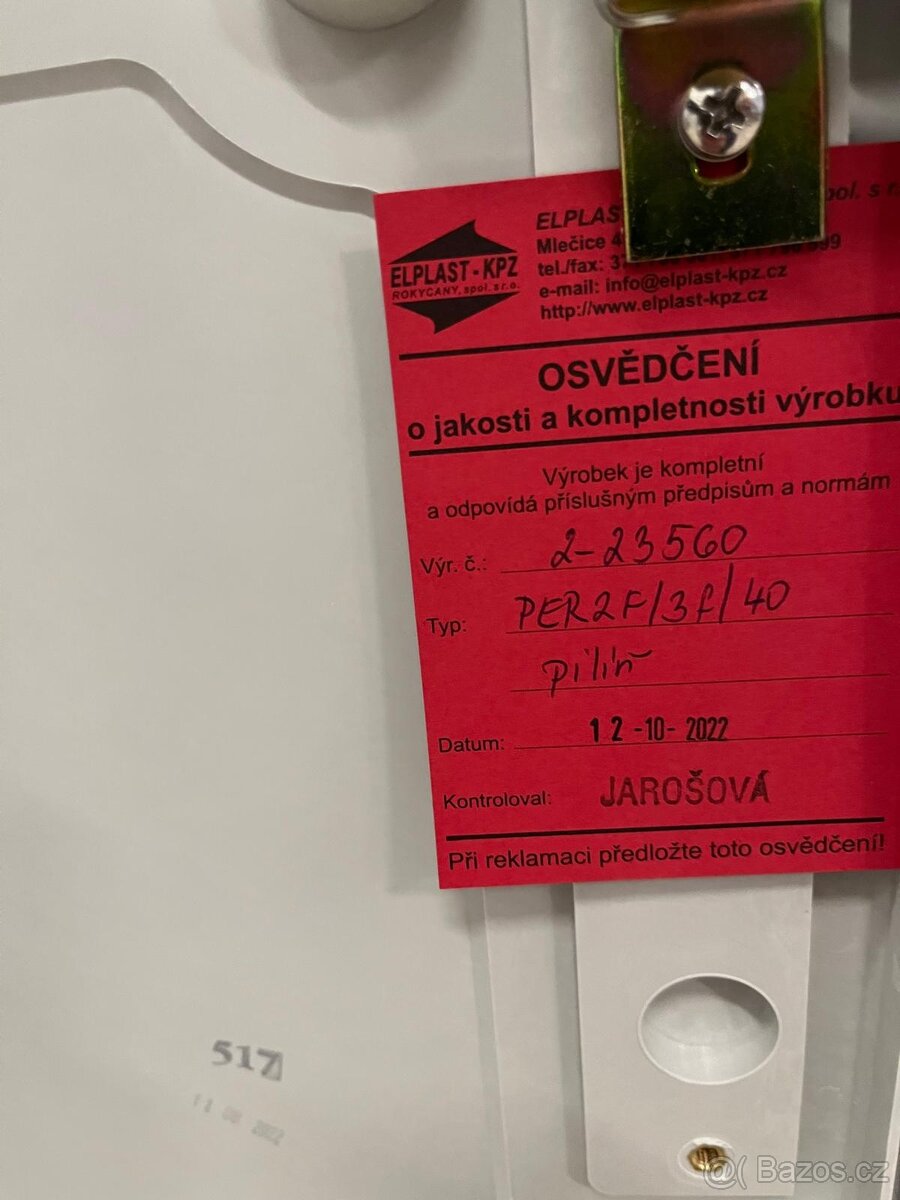 ELPLAST-KPZ
ROKYCANY, spol. s r.o.
spol. s r.
Mlečice
tel./fax:
e-mail: info@elplast-kpz.cz
http://www.elplast-kpz.cz
OSVĚDČENÍ
o jakosti a kompletnosti výrobku
Výrobek je kompletní
a odpovídá příslušným předpisům a normám
Výr. č.: 2-23560
Typ: PER2F/3f/40
pilíř
Datum: 12-10-2022
Kontroloval: JAROŠOVÁ
Při reklamaci předložte toto osvědčení!
517
Bazos.cz